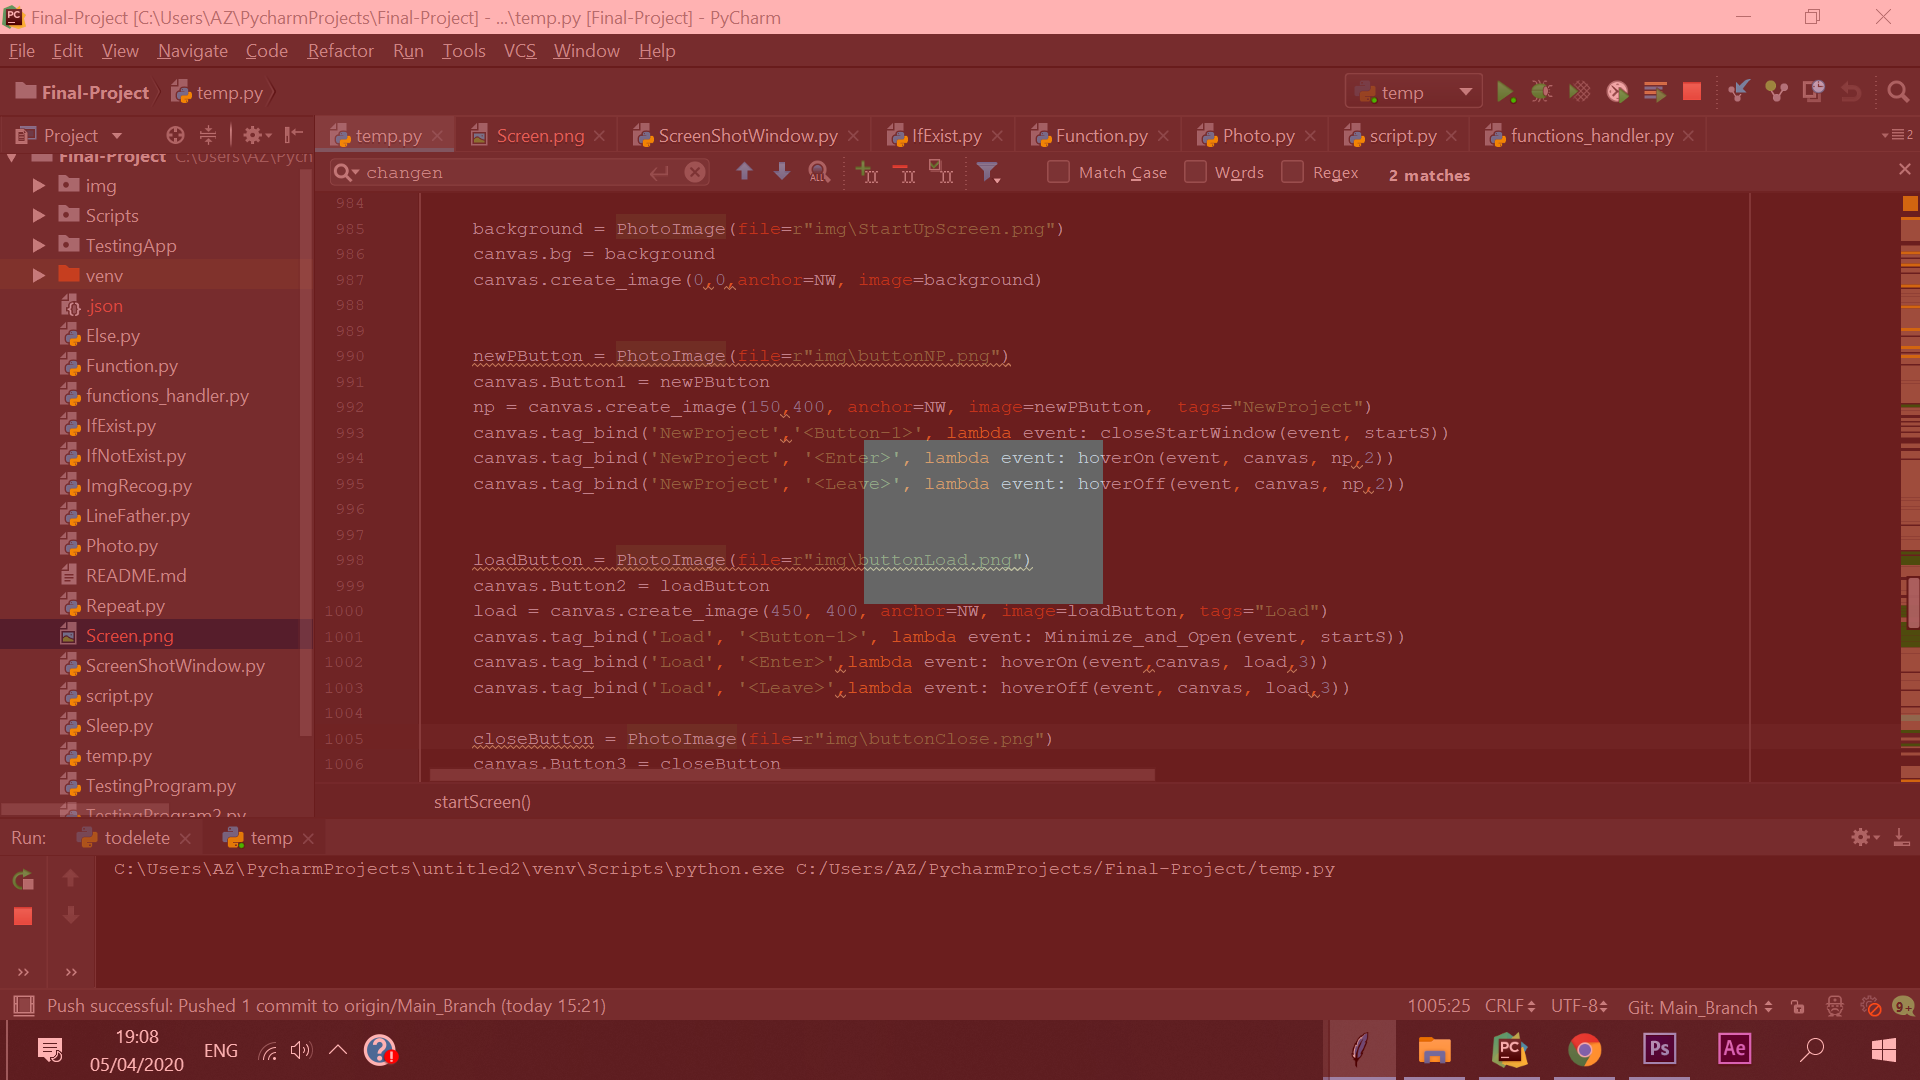 Final-Project [C:\Users\AZ\PycharmProjects\Final-Project] - ...\temp.py [Final-Project] - PyCharm
File Edit View Navigate Code Refactor Run Tools VCS Window Help
Final-Project temp.py temp
Project temp.py Screen.png ScreenShotWindow.py IfExist.py Function.py Photo.py script.py functions_handler.py 2
changen Match Case Words Regex 2 matches
Final-Project C:\Users\AZ\Pych
img
Scripts
TestingApp
venv
.json
Else.py
Function.py
functions_handler.py
IfExist.py
IfNotExist.py
ImgRecog.py
LineFather.py
Photo.py
README.md
Repeat.py
Screen.png
ScreenShotWindow.py
script.py
Sleep.py
temp.py
TestingProgram.py
TestingProgram2.py
984
985 background = PhotoImage(file=r"img\StartUpScreen.png")
986 canvas.bg = background
987 canvas.create_image(0,0,anchor=NW, image=background)
988
989
990 newPButton = PhotoImage(file=r"img\buttonNP.png")
991 canvas.Button1 = newPButton
992 np = canvas.create_image(150,400, anchor=NW, image=newPButton,  tags="NewProject")
993 canvas.tag_bind('NewProject','<Button-1>', lambda event: closeStartWindow(event, startS))
994 canvas.tag_bind('NewProject', '<Enter>', lambda event: hoverOn(event, canvas, np,2))
995 canvas.tag_bind('NewProject', '<Leave>', lambda event: hoverOff(event, canvas, np,2))
996
997
998 loadButton = PhotoImage(file=r"img\buttonLoad.png")
999 canvas.Button2 = loadButton
1000 load = canvas.create_image(450, 400, anchor=NW, image=loadButton, tags="Load")
1001 canvas.tag_bind('Load', '<Button-1>', lambda event: Minimize_and_Open(event, startS))
1002 canvas.tag_bind('Load', '<Enter>',lambda event: hoverOn(event,canvas, load,3))
1003 canvas.tag_bind('Load', '<Leave>',lambda event: hoverOff(event, canvas, load,3))
1004
1005 closeButton = PhotoImage(file=r"img\buttonClose.png")
1006 canvas.Button3 = closeButton
startScreen()
Run: todelete temp
C:\Users\AZ\PycharmProjects\untitled2\venv\Scripts\python.exe C:/Users/AZ/PycharmProjects/Final-Project/temp.py
Push successful: Pushed 1 commit to origin/Main_Branch (today 15:21) 1005:25 CRLF UTF-8 Git: Main_Branch 9+
19:08
05/04/2020
ENG
PC Ps Ae